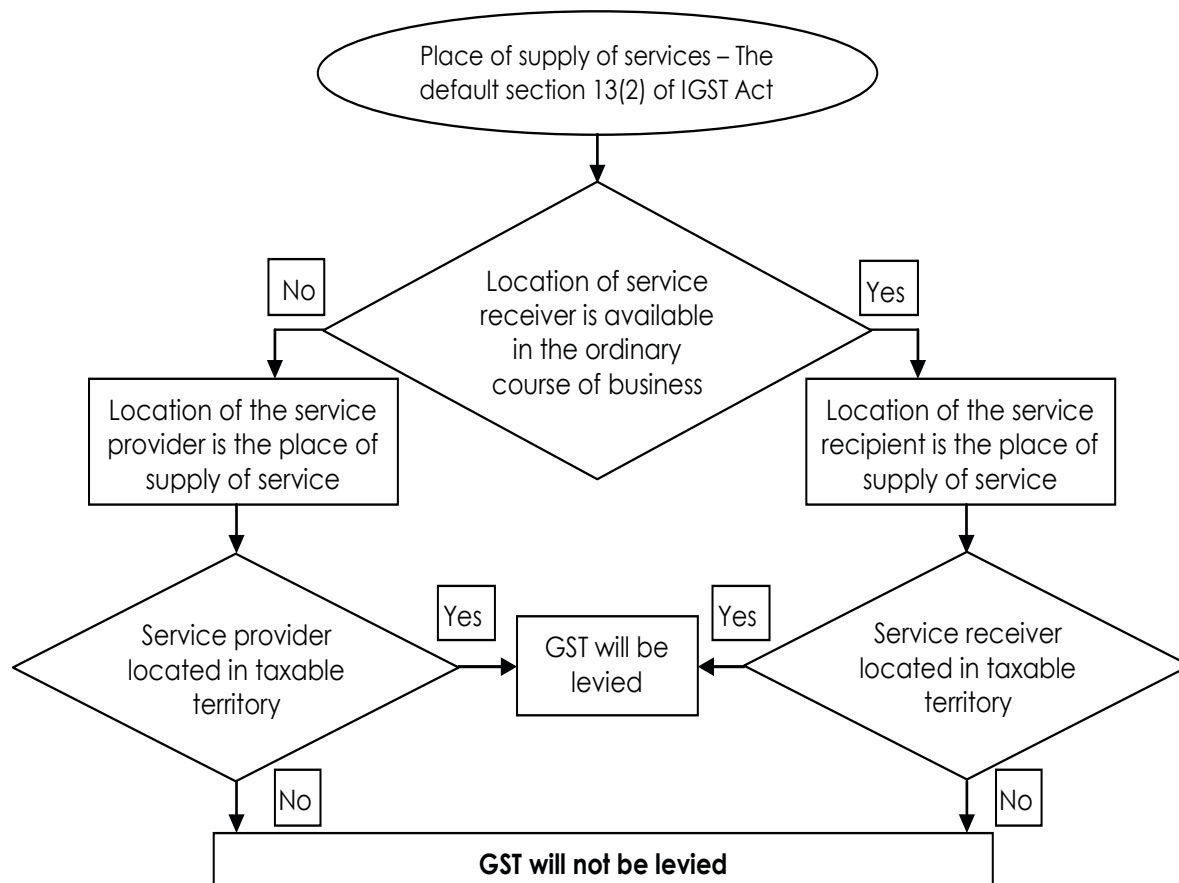 Place of supply of services – The
default section 13(2) of IGST Act
Location of service
receiver is available
in the ordinary
course of business
No
Yes
Location of the service
provider is the place of
supply of service
Location of the service
recipient is the place of
supply of service
Service provider
located in taxable
territory
Yes
GST will be
levied
Yes
Service receiver
located in taxable
territory
No
No
GST will not be levied